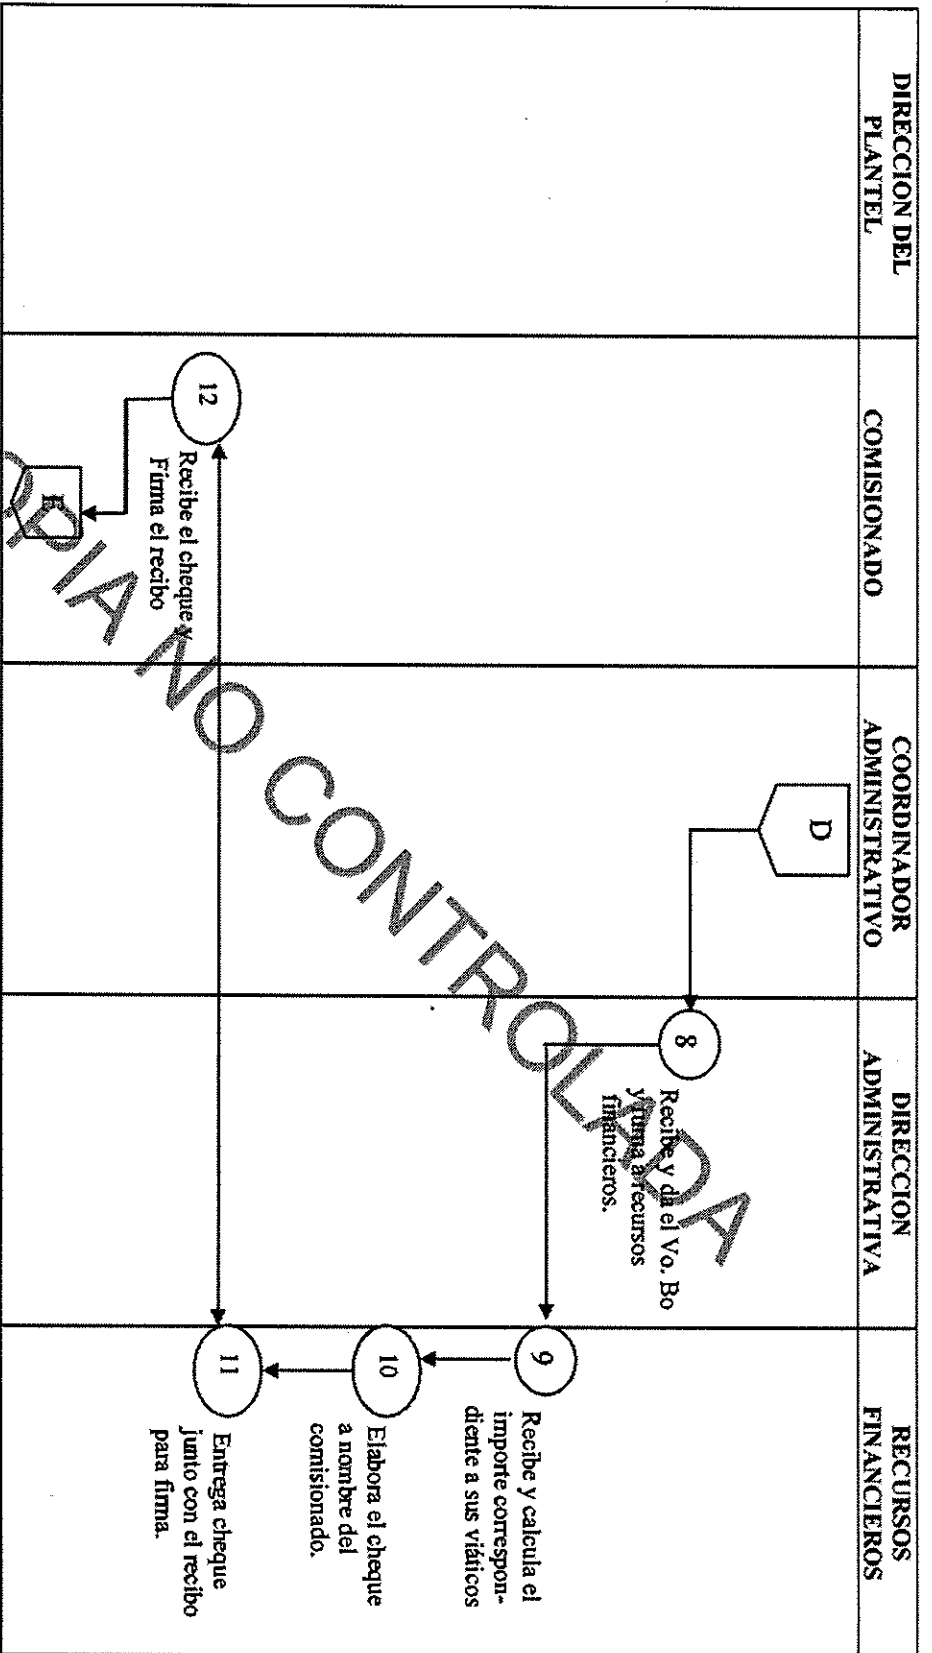 DIRECCION DEL
PLANTEL
COMISIONADO
COORDINADOR
ADMINISTRATIVO
DIRECCION
ADMINISTRATIVA
RECURSOS
FINANCIEROS
D
8
Recibe y da el Vo. Bo
y turna a recursos
financieros.
9
Recibe y calcula el
importe correspon-
diente a sus viáticos
10
Elabora el cheque
a nombre del
comisionado.
11
Entrega cheque
junto con el recibo
para firma.
12
Recibe el cheque y
Firma el recibo
E
OPIA NO CONTROLADA